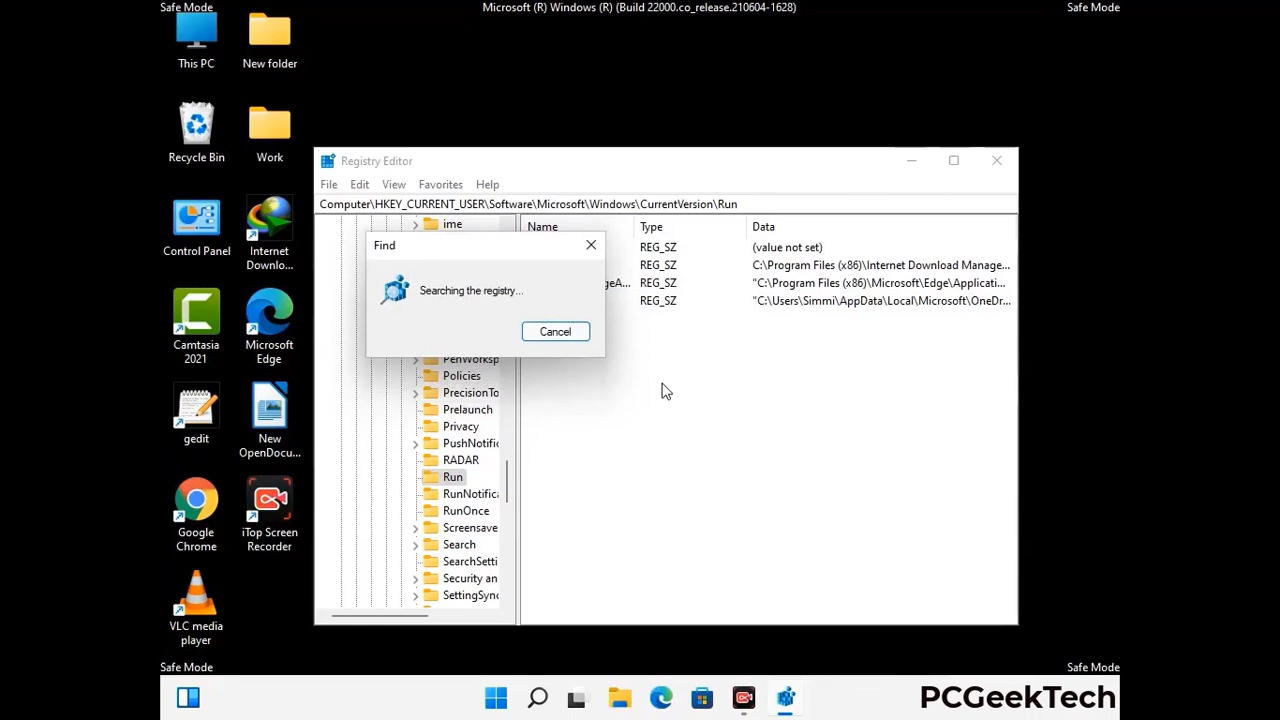 Safe Mode
Microsoft (R) Windows (R) (Build 22000.co_release.210604-1628)
Safe Mode
This PC
New folder
Recycle Bin
Work
Control Panel
Internet
Downlo...
Camtasia
2021
Microsoft
Edge
gedit
New
OpenDocu...
Google
Chrome
iTop Screen
Recorder
VLC media
player
Registry Editor
File Edit View Favorites Help
Computer\HKEY_CURRENT_USER\Software\Microsoft\Windows\CurrentVersion\Run
ime
PenWorksp
Policies
PrecisionTo
Prelaunch
Privacy
PushNotific
RADAR
Run
RunNotifica
RunOnce
Screensave
Search
SearchSetti
Security an
SettingSync
Name Type Data
REG_SZ (value not set)
REG_SZ C:\Program Files (x86)\Internet Download Manage...
geA... REG_SZ "C:\Program Files (x86)\Microsoft\Edge\Applicati...
REG_SZ "C:\Users\Simmi\AppData\Local\Microsoft\OneDr...
Find
Searching the registry...
Cancel
Safe Mode
Safe Mode
PCGeekTech